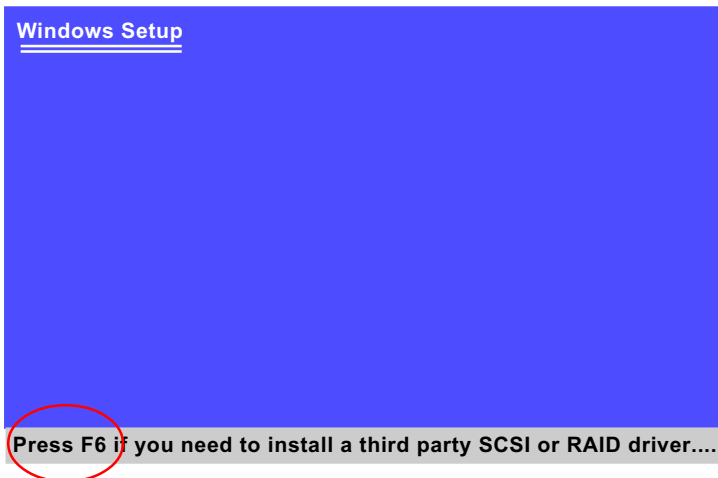 Windows Setup
Press F6 if you need to install a third party SCSI or RAID driver....